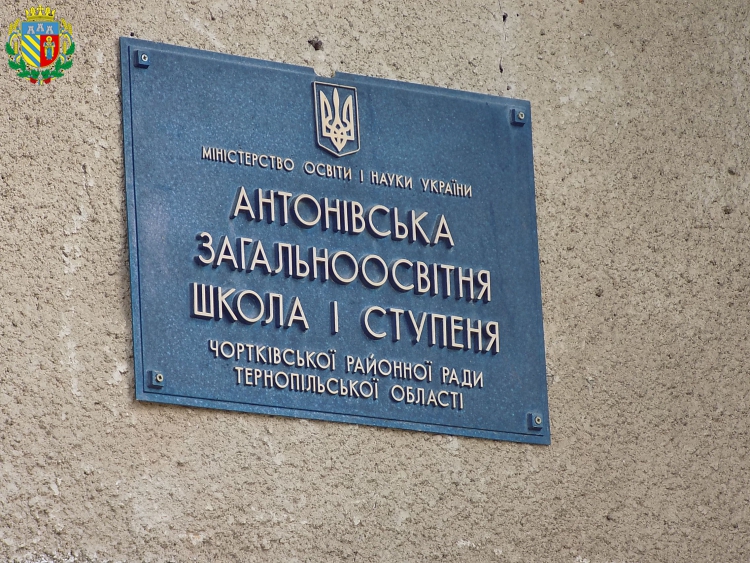 МІНІСТЕРСТВО ОСВІТИ І НАУКИ УКРАЇНИ
АНТОНІВСЬКА
ЗАГАЛЬНООСВІТНЯ
ШКОЛА І СТУПЕНЯ
ЧОРТКІВСЬКОЇ РАЙОННОЇ РАДИ
ТЕРНОПІЛЬСЬКОЇ ОБЛАСТІ